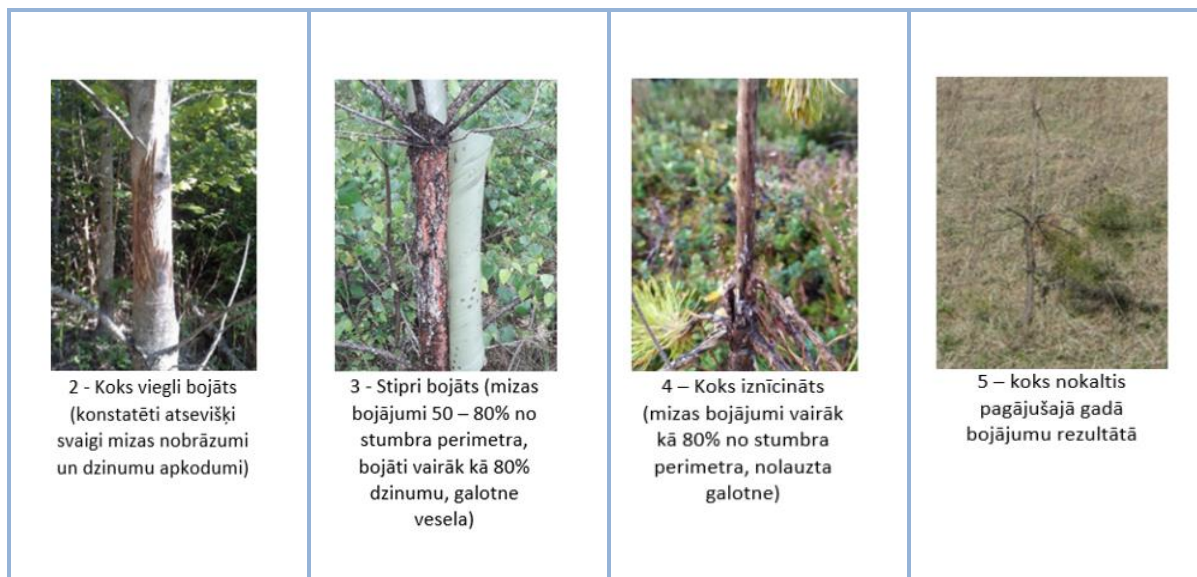 2 - Koks viegli bojāts
(konstatēti atsevišķi
svaigi mizas nobrāzumi
un dzinumu apkodumi)
3 - Stipri bojāts (mizas
bojājumi 50 – 80% no
stumbra perimetra,
bojāti vairāk kā 80%
dzinumu, galotne
vesela)
4 – Koks iznīcināts
(mizas bojājumi vairāk
kā 80% no stumbra
perimetra, nolauzta
galotne)
5 – koks nokaltis
pagājušajā gadā
bojājumu rezultātā